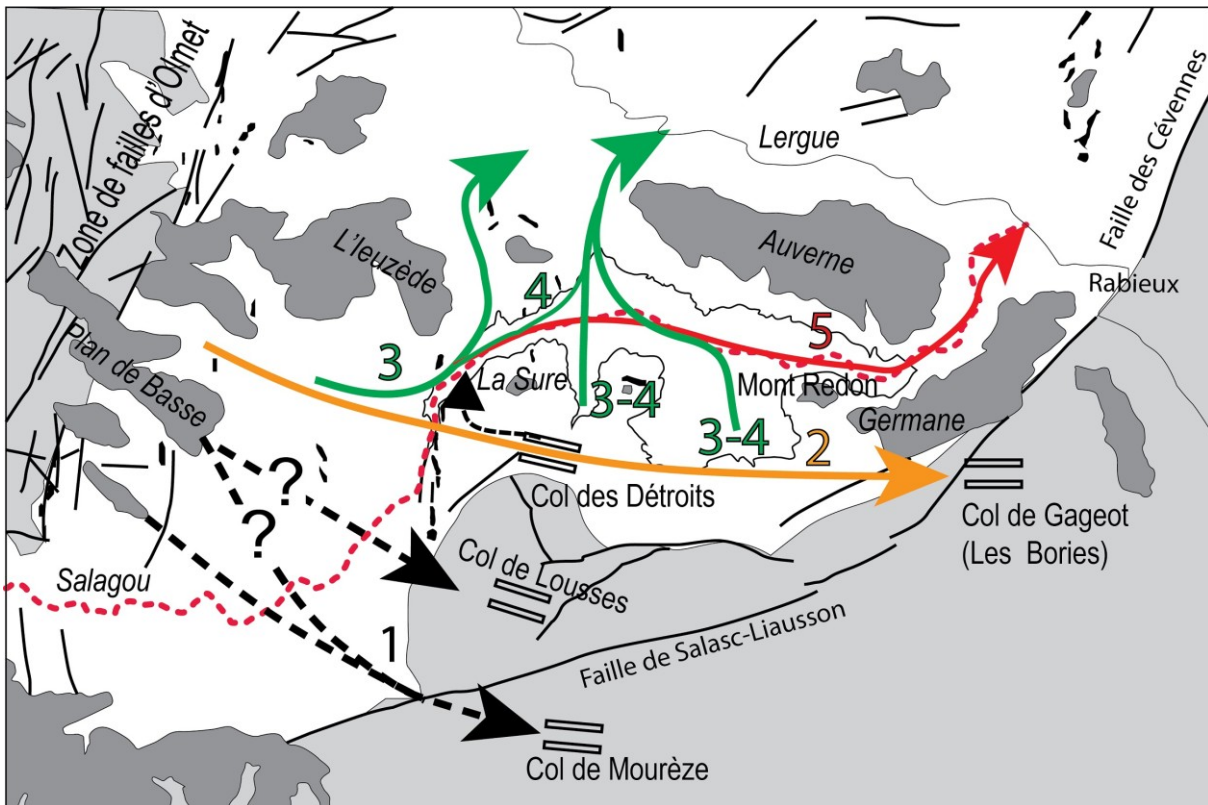 Zone de failles d'Olmet
Lergue
Faille des Cévennes
L'Ieuzède
Auverne
Rabieux
4
5
Plan de Basse
3
La Sure
3-4
Mont Redon
3-4
Germane
2
?
Col des Détroits
Col de Gageot
(Les Bories)
?
Salagou
Col de Lousses
1
Faille de Salasc-Liausson
Col de Mourèze